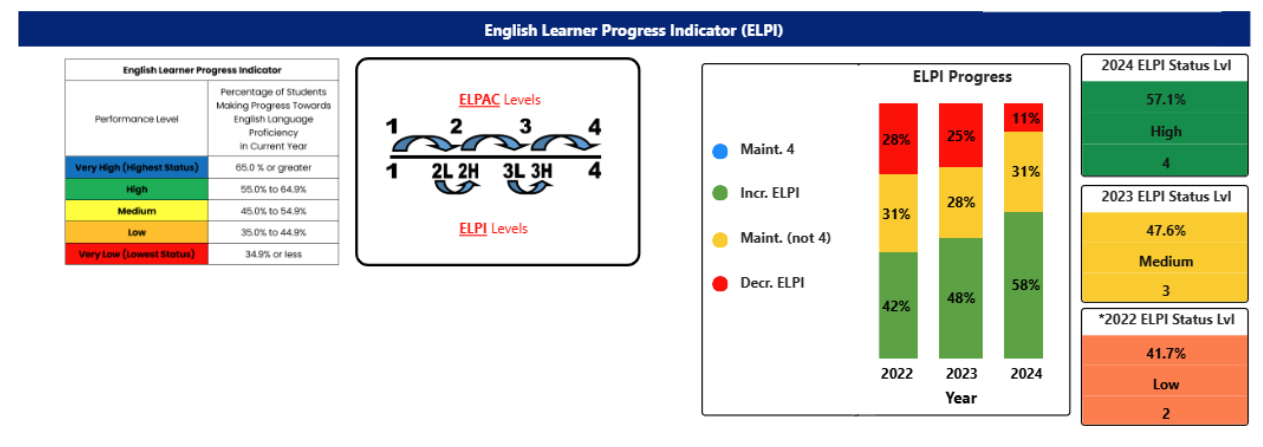 English Learner Progress Indicator (ELPI)
English Learner Progress Indicator
Performance Level
Percentage of Students
Making Progress Towards
English Language
Proficiency
in Current Year
Very High (Highest Status)
65.0 % or greater
High
55.0% to 64.9%
Medium
45.0% to 54.9%
Low
35.0% to 44.9%
Very Low (Lowest Status)
34.9% or less
ELPAC Levels
1 2 3 4
1 2L 2H 3L 3H 4
ELPI Levels
ELPI Progress
Maint. 4
Incr. ELPI
Maint. (not 4)
Decr. ELPI
28% 25% 11%
31% 28% 31%
42% 48% 58%
2022 2023 2024
Year
2024 ELPI Status Lvl
57.1%
High
4
2023 ELPI Status Lvl
47.6%
Medium
3
*2022 ELPI Status Lvl
41.7%
Low
2